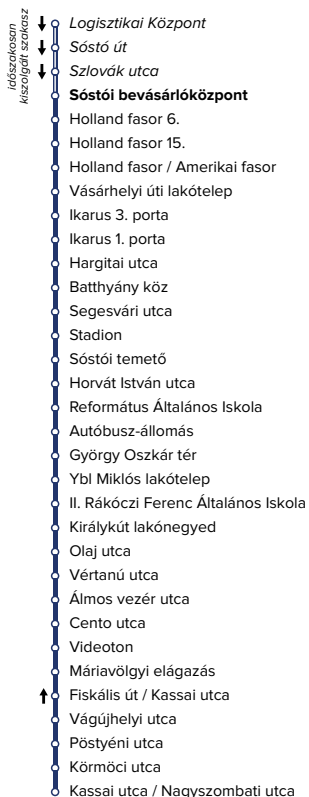 időszakosan
kiszolgált szakasz
Logisztikai Központ
Sóstó út
Szlovák utca
Sóstói bevásárlóközpont
Holland fasor 6.
Holland fasor 15.
Holland fasor / Amerikai fasor
Vásárhelyi úti lakótelep
Ikarus 3. porta
Ikarus 1. porta
Hargitai utca
Batthyány köz
Segesvári utca
Stadion
Sóstói temető
Horvát István utca
Református Általános Iskola
Autóbusz-állomás
György Oszkár tér
Ybl Miklós lakótelep
II. Rákóczi Ferenc Általános Iskola
Királykút lakónegyed
Olaj utca
Vértanú utca
Álmos vezér utca
Cento utca
Videoton
Máriavölgyi elágazás
Fiskális út / Kassai utca
Vágújhelyi utca
Pöstyéni utca
Körmöci utca
Kassai utca / Nagyszombati utca